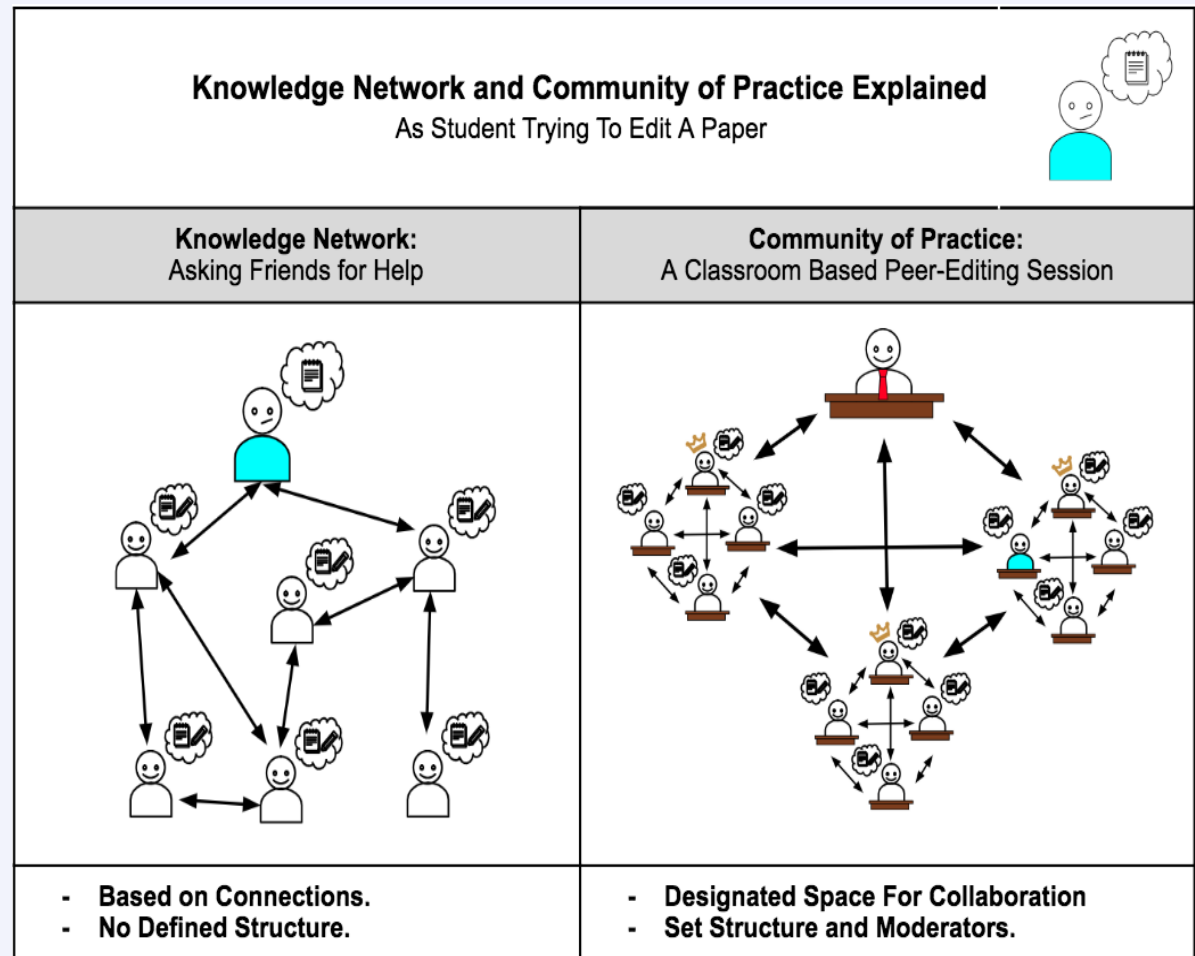 Knowledge Network and Community of Practice Explained
As Student Trying To Edit A Paper
Knowledge Network:
Asking Friends for Help
Community of Practice:
A Classroom Based Peer-Editing Session
- Based on Connections.
- No Defined Structure.
- Designated Space For Collaboration
- Set Structure and Moderators.